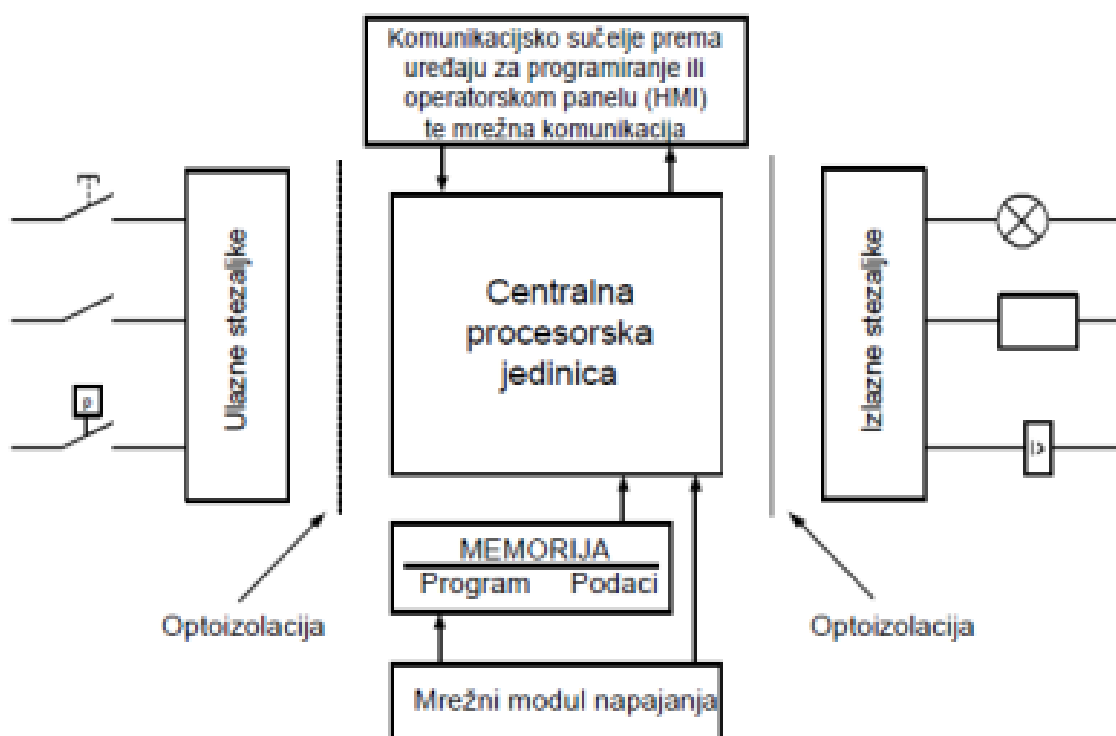 Komunikacijsko sučelje prema
uređaju za programiranje ili
operatorskom panelu (HMI)
te mrežna komunikacija
Ulazne stezaljke
Centralna
procesorska
jedinica
Izlazne stezaljke
p
I>
MEMORIJA
Program Podaci
Optoizolacija
Optoizolacija
Mrežni modul napajanja